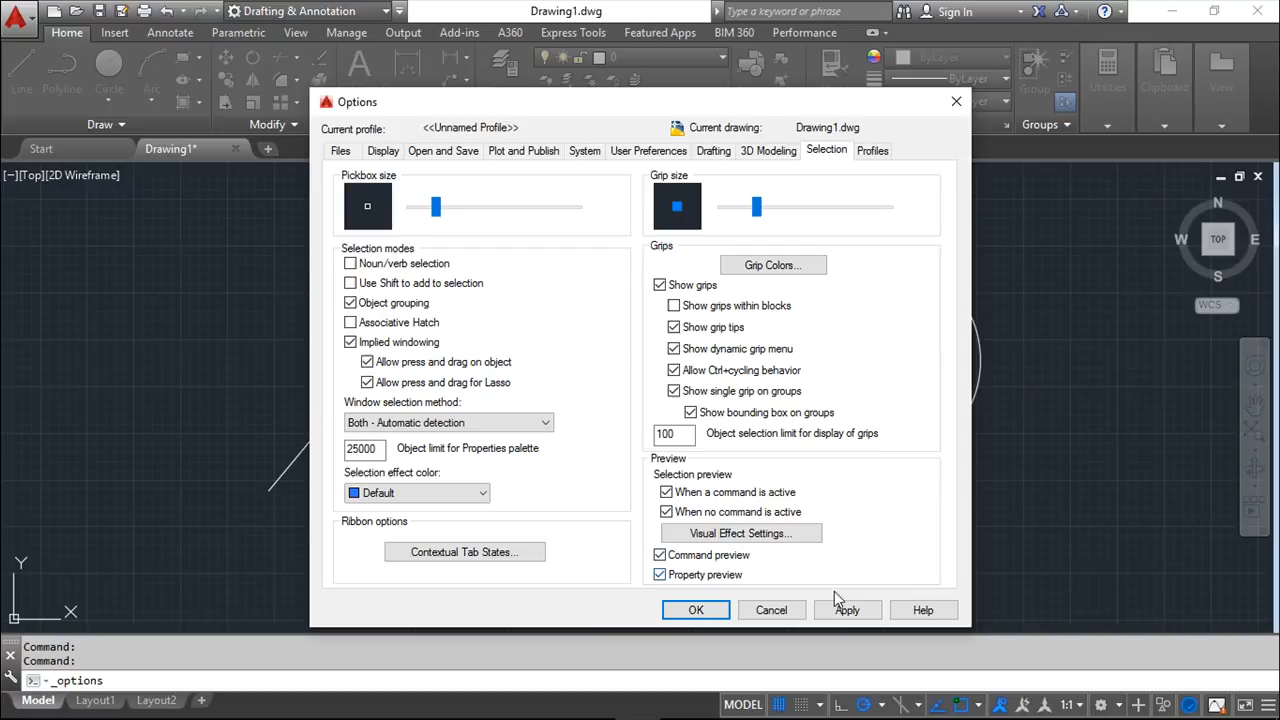 Drafting & Annotation
Drawing1.dwg
Type a keyword or phrase
Sign In
Home Insert Annotate Parametric View Manage Output Add-ins A360 Express Tools Featured Apps BIM 360 Performance
Line Polyline Circle Arc
Draw
Modify
0
ByLayer
ByLayer
ByLayer
Group
Groups
Utilities
Clipboard
View
Start
Drawing1*
[−][Top][2D Wireframe]
N
W TOP E
S
WCS
Options
Current profile: <<Unnamed Profile>>
Current drawing: Drawing1.dwg
Files Display Open and Save Plot and Publish System User Preferences Drafting 3D Modeling Selection Profiles
Pickbox size
Selection modes
Noun/verb selection
Use Shift to add to selection
Object grouping
Associative Hatch
Implied windowing
Allow press and drag on object
Allow press and drag for Lasso
Window selection method:
Both - Automatic detection
25000 Object limit for Properties palette
Selection effect color:
Default
Ribbon options
Contextual Tab States...
Grip size
Grips
Grip Colors...
Show grips
Show grips within blocks
Show grip tips
Show dynamic grip menu
Allow Ctrl+cycling behavior
Show single grip on groups
Show bounding box on groups
100 Object selection limit for display of grips
Preview
Selection preview
When a command is active
When no command is active
Visual Effect Settings...
Command preview
Property preview
OK Cancel Apply Help
Y
X
Command:
Command:
_options
Model Layout1 Layout2
MODEL
1:1